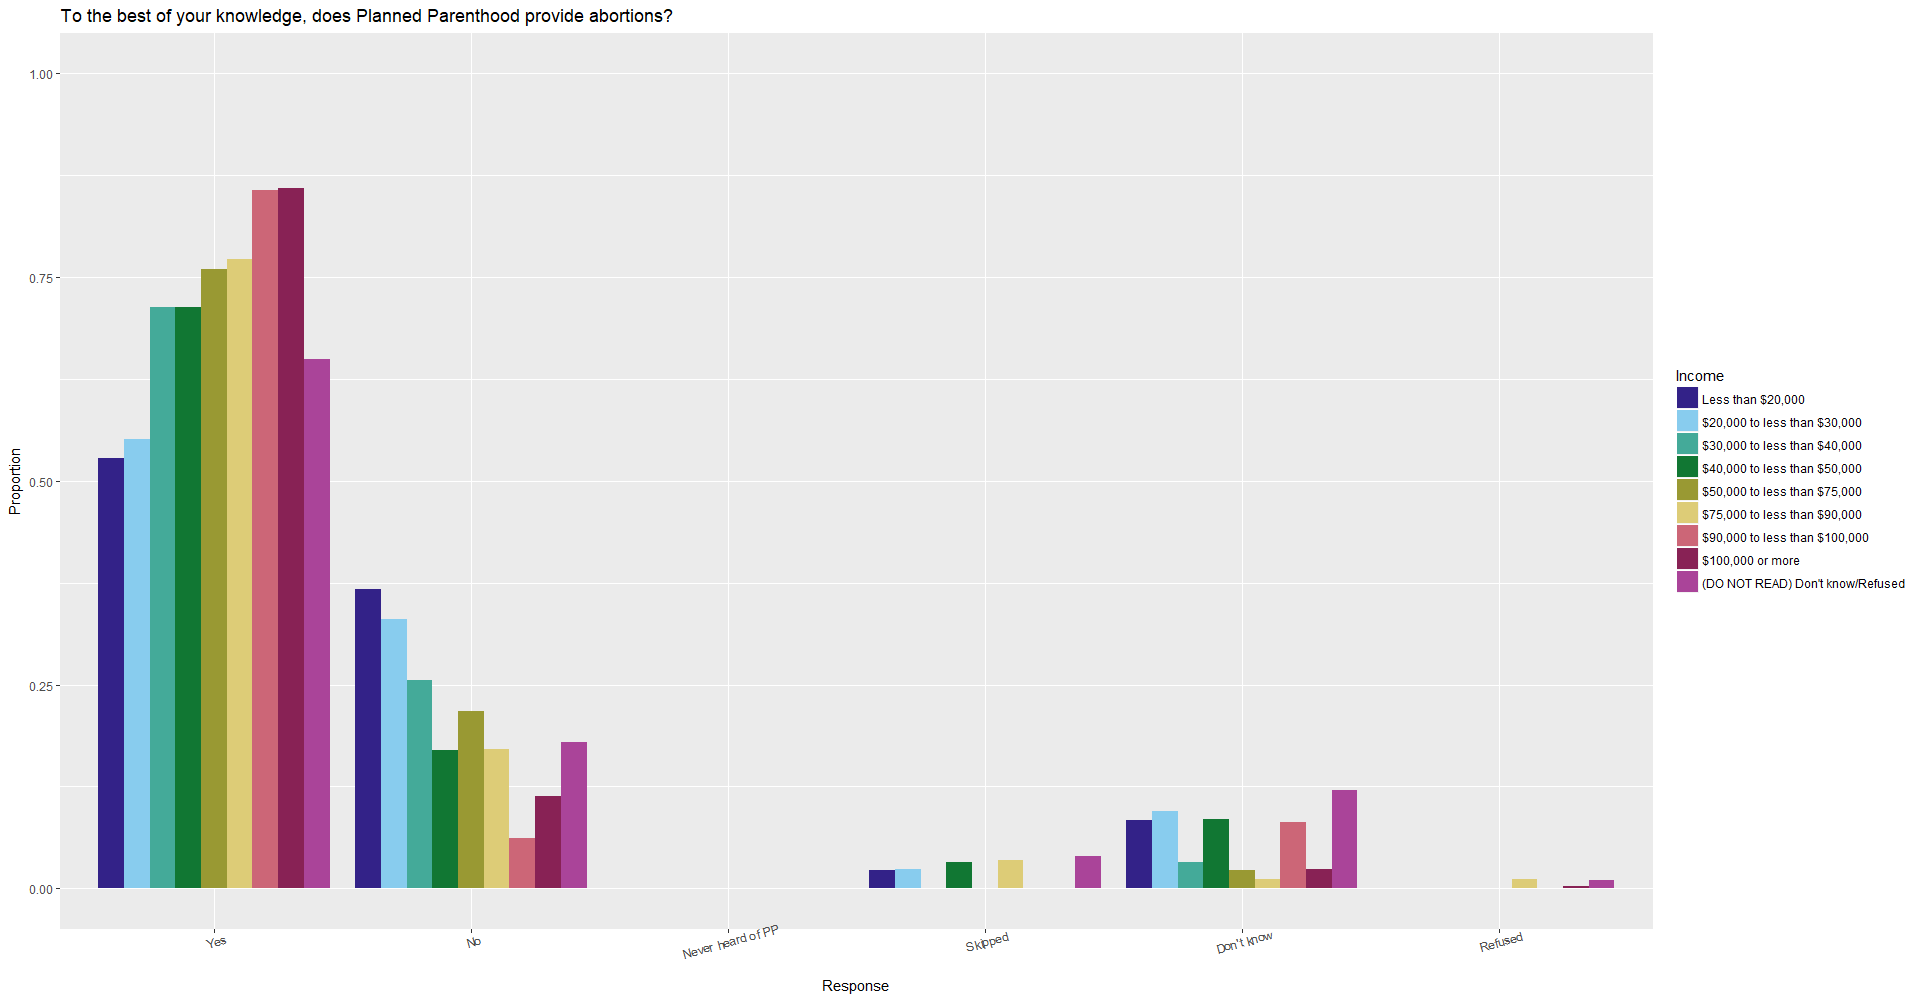 To the best of your knowledge, does Planned Parenthood provide abortions?
1.00
0.75
0.50
0.25
0.00
Proportion
Yes
No
Never heard of PP
Skipped
Don't know
Refused
Response
Income
Less than $20,000
$20,000 to less than $30,000
$30,000 to less than $40,000
$40,000 to less than $50,000
$50,000 to less than $75,000
$75,000 to less than $90,000
$90,000 to less than $100,000
$100,000 or more
(DO NOT READ) Don't know/Refused